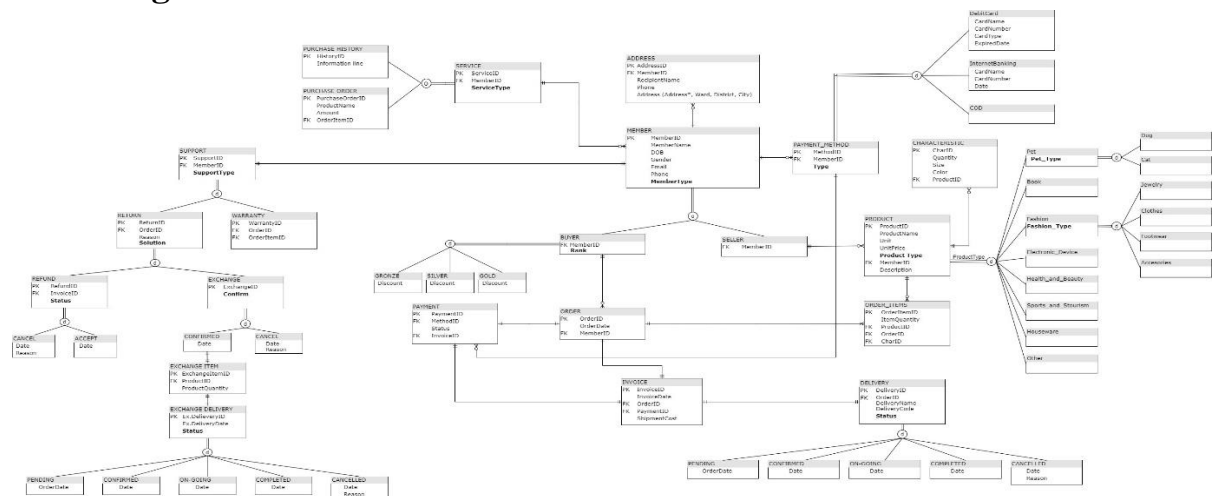 PURCHASE HISTORY
PK HistoryID
Information line
PURCHASE ORDER
PK PurchaseOrderID
ProductName
Amount
FK OrderItemID
SERVICE
PK ServiceID
FK MemberID
ServiceType
ADDRESS
PK AddressID
FK MemberID
RecipientName
Phone
Address (Address*, Ward, District, City)
DebitCard
CardName
CardNumber
CardType
ExpiredDate
InternetBanking
CardName
CardNumber
Date
COD
MEMBER
PK MemberID
MemberName
DOB
Gender
Email
Phone
MemberType
PAYMENT_METHOD
PK MethodID
FK MemberID
Type
CHARACTERISTIC
PK CharID
Quantity
Size
Color
FK ProductID
Pet
Pet_Type
Dog
Cat
Book
Fashion
Fashion_Type
Jewelry
Clothes
Footwear
Accesories
Electronic_Device
Health_and_Beauty
Sports_and_Stourism
Houseware
Other
SUPPORT
PK SupportID
FK MemberID
SupportType
RETURN
PK ReturnID
FK OrderID
Reason
Solution
WARRANTY
PK WarrantyID
FK OrderID
FK OrderItemID
BUYER
FK MemberID
Rank
SELLER
FK MemberID
PRODUCT
PK ProductID
ProductName
Unit
UnitPrice
Product Type
FK MemberID
Description
ProductType
GRONZE
Discount
SILVER
Discount
GOLD
Discount
REFUND
PK RefundID
FK InvoiceID
Status
EXCHANGE
PK ExchangeID
Confirm
PAYMENT
PK PaymentID
FK MethodID
Status
FK InvoiceID
ORDER
PK OrderID
OrderDate
FK MemberID
ORDER_ITEMS
PK OrderItemID
ItemQuantity
FK ProductID
FK OrderID
FK CharID
CANCEL
Date
Reason
ACCEPT
Date
CONFIRMED
Date
CANCEL
Date
Reason
EXCHANGE ITEM
PK ExchangeItemID
FK ProductID
ProductQuantity
EXCHANGE DELIVERY
PK Ex.DelieveryID
Ex.DeliveryDate
Status
INVOICE
PK InvoiceID
InvoiceDate
FK OrderID
FK PaymentID
ShipmentCost
DELIVERY
PK DeliveryID
FK OrderID
DeliveryName
DeliveryCode
Status
PENDING
OrderDate
CONFIRMED
Date
ON-GOING
Date
COMPLETED
Date
CANCELLED
Date
Reason
PENDING
OrderDate
CONFIRMED
Date
ON-GOING
Date
COMPLETED
Date
CANCELLED
Date
Reason